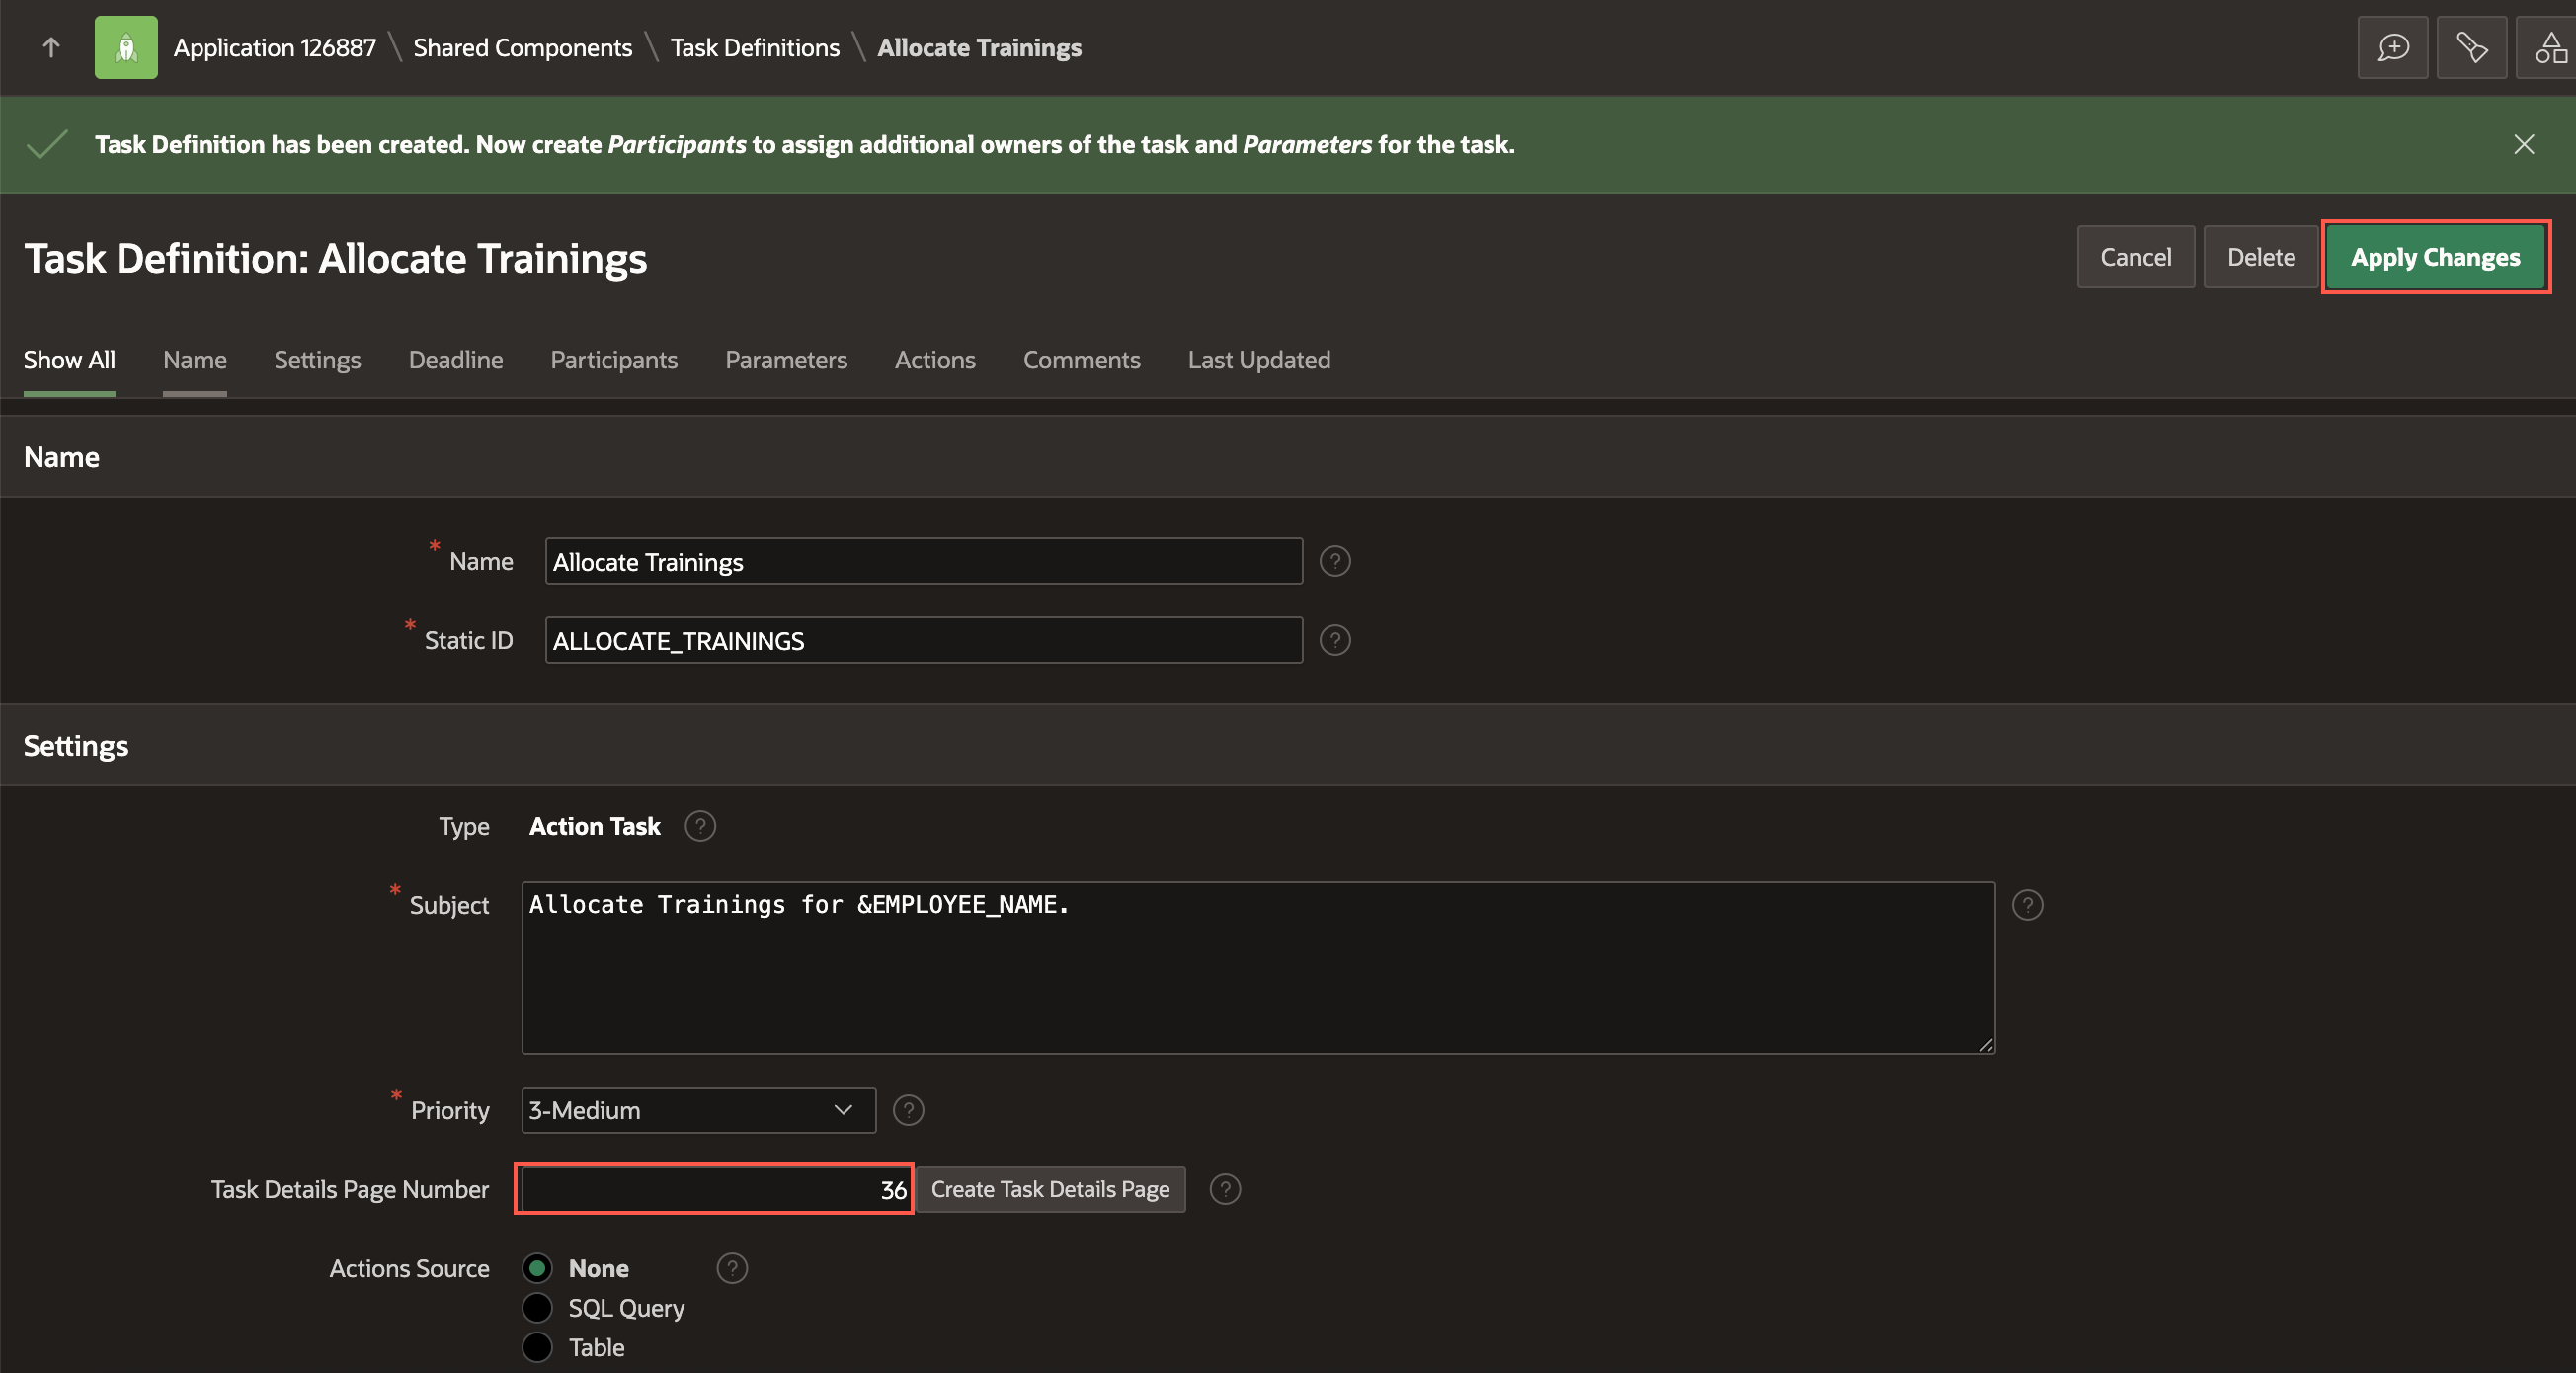 Application 126887 \ Shared Components \ Task Definitions \ Allocate Trainings
Task Definition has been created. Now create Participants to assign additional owners of the task and Parameters for the task.
Task Definition: Allocate Trainings
Cancel Delete Apply Changes
Show All Name Settings Deadline Participants Parameters Actions Comments Last Updated
Name
* Name Allocate Trainings ?
* Static ID ALLOCATE_TRAININGS ?
Settings
Type Action Task ?
* Subject Allocate Trainings for &EMPLOYEE_NAME. ?
* Priority 3-Medium ?
Task Details Page Number 36 Create Task Details Page ?
Actions Source None ?
SQL Query
Table